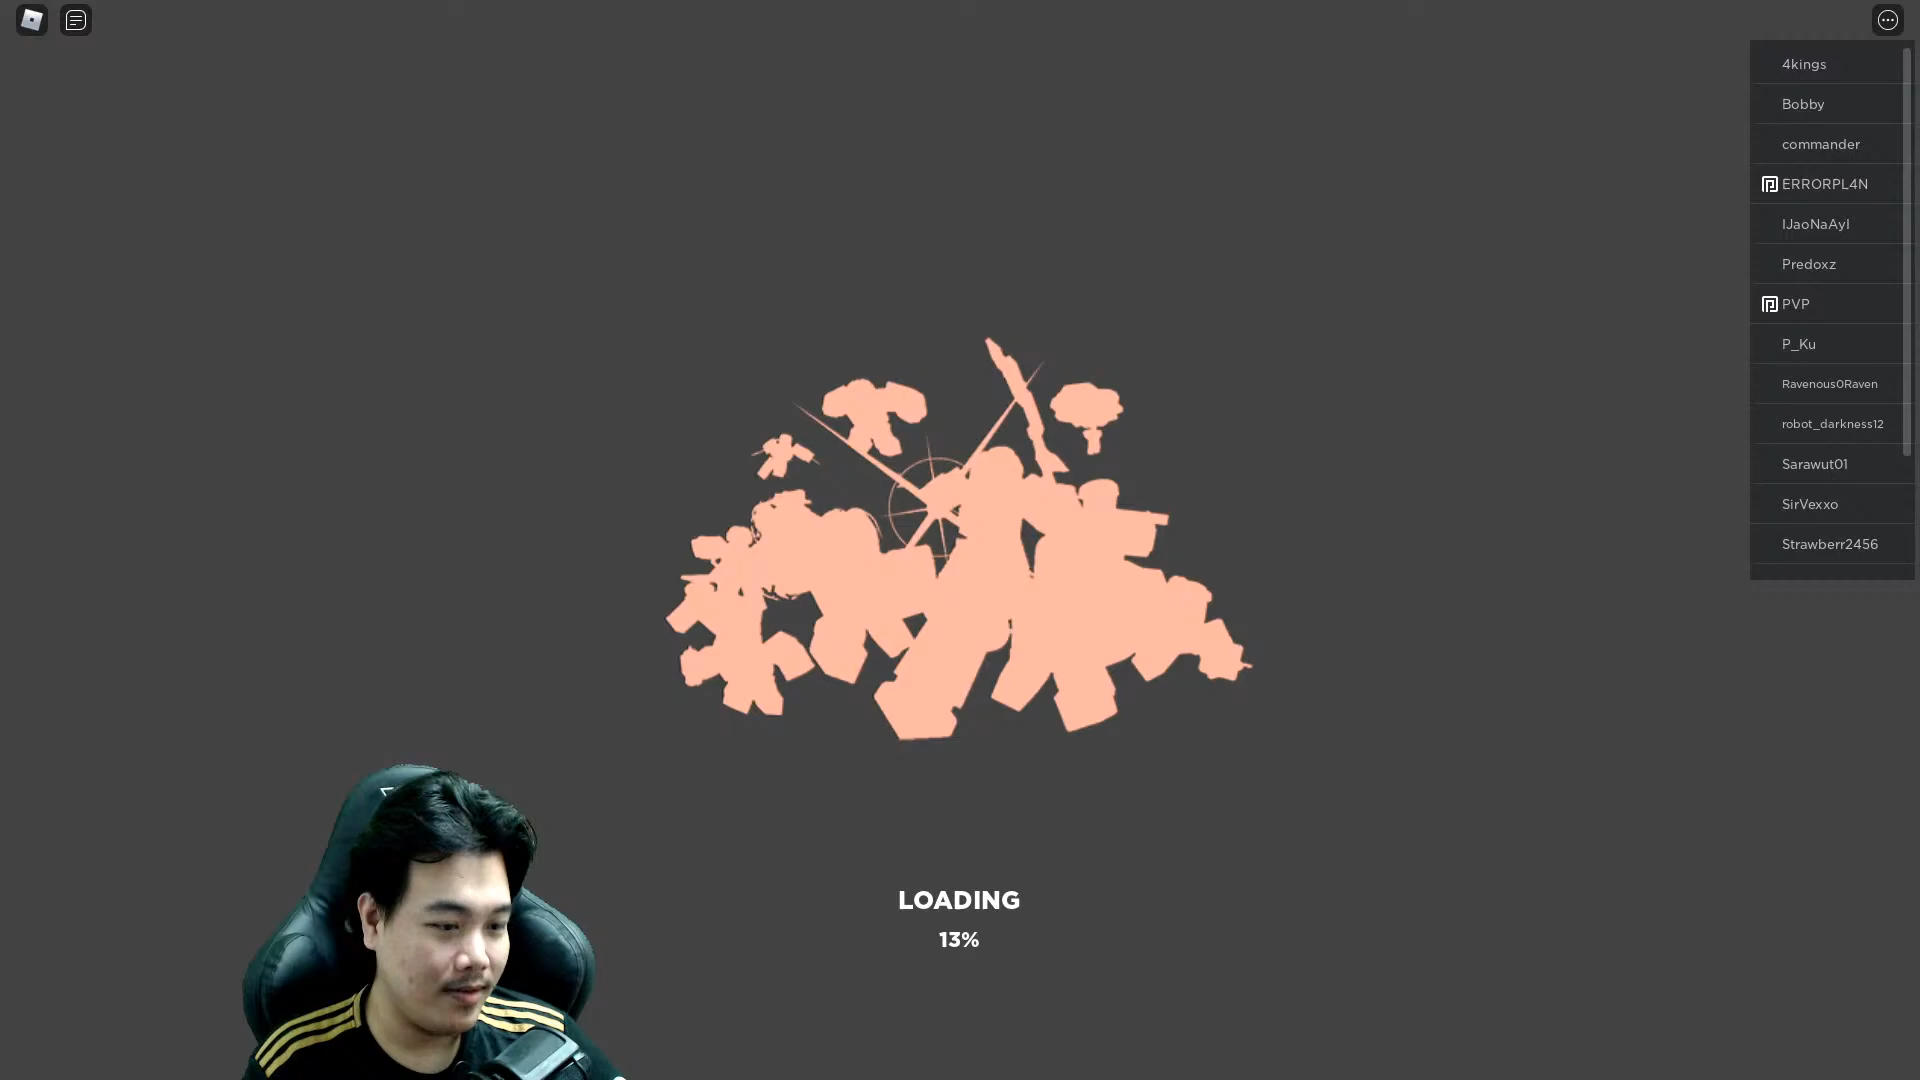 4kings
Bobby
commander
ERRORPL4N
IJaoNaAyI
Predoxz
PVP
P_Ku
Ravenous0Raven
robot_darkness12
Sarawut01
SirVexxo
Strawberr2456
LOADING
13%